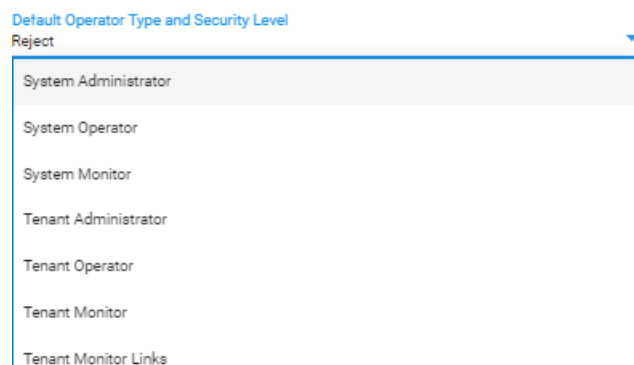 Default Operator Type and Security Level
Reject
System Administrator
System Operator
System Monitor
Tenant Administrator
Tenant Operator
Tenant Monitor
Tenant Monitor Links